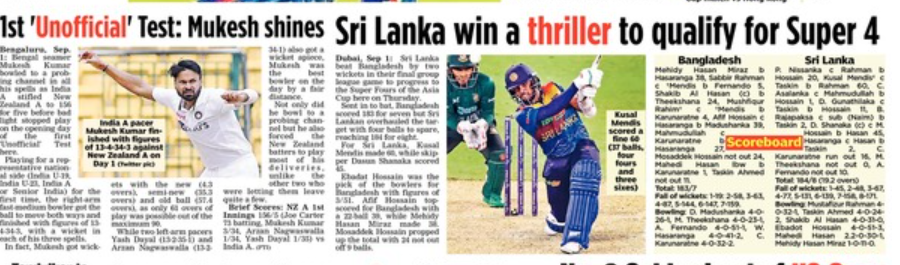 1st 'Unofficial' Test: Mukesh shines
Bengaluru, Sep.
1: Bengal seamer
Mukesh Kumar
bowled to a pro-
bing channel in all
his spells as India
A stifled New
Zealand A to 156
for five before bad
light stopped play
on the opening day
of the first
'Unofficial' Test
here.
Playing for a rep-
resentative nation-
al side (India U-19,
India U-23, India A
or Senior India) for the first
time, the right-arm
fast-medium bowler got the
ball to move both ways and
finished with figures of 13-
4-34-3, with a wicket in
each of his three spells.
In fact, Mukesh got wick-
India A pacer
Mukesh Kumar fin-
ished with figures
of 13-4-34-3 against
New Zealand A on
Day 1 (Twitter pic)
ets with the new (4.3
overs), semi-new (35.3
overs) and old ball (57.4
overs), as only 61 overs of
play was possible out of the
maximum 90.
While two left-arm pacers
Yash Dayal (13-2-35-1) and
Arzan Nagwaswalla (13-2-
34-1) also got a
wicket apiece,
Mukesh was
the best
bowler on the
day by a fair
distance.
Not only did
he bowl to a
probing chan-
nel but he also
forced the
New Zealand
batters to play
most of his
deliveries,
unlike the
other two who
were letting them leave
quite a few.
Brief Scores: NZ A 1st
Innings 156/5 (Joe Carter
73 batting, Mukesh Kumar
3/34, Arzan Nagwaswalla
1/34, Yash Dayal 1/35) vs
India A. (PTI)
Sri Lanka win a thriller to qualify for Super 4
Dubai, Sep 1: Sri Lanka
beat Bangladesh by two
wickets in their final group
league game to progress to
the Super Fours of the Asia
Cup here on Thursday.
Sent in to bat, Bangladesh
scored 183 for seven but Sri
Lankan overhauled the tar-
get with four balls to spare,
reaching 184 for eight.
For Sri Lanka, Kusal
Mendis made 60, while skip-
per Dasun Shanaka scored
45.
Ebadot Hossain was the
pick of the bowlers for
Bangladesh with figures of
3/51. Afif Hossain top-
scored for Bangladesh with
a 22-ball 39, while Mehidy
Hasan Miraz made 38.
Mosaddek Hossain propped
up the total with 24 not out
off 9 balls.
Kusal
Mendis
scored a
fine 60
(37 balls,
four
fours
and
three
sixes)
Scoreboard
Bangladesh
Mehidy Hasan Miraz b
Hasaranga 38, Sabbir Rahman
c 'Mendis b Fernando 5,
Shakib Al Hasan (c) b
Theekshana 24, Mushfiqur
Rahim c 'Mendis b
Karunaratne 4, Afif Hossain c
Hasaranga b Madushanka 39,
Mahmudullah c
Karunaratne b
Hasaranga 27,
Mosaddek Hossain not out 24,
Mahedi Hasan lbw b
Karunaratne 1, Taskin Ahmed
not out 11.
Total: 183/7
Fall of wickets: 1-19, 2-58, 3-63,
4-87, 5-144, 6-147, 7-159.
Bowling: D. Madushanka 4-0-
26-1, M. Theekshana 4-0-23-1,
A. Fernando 4-0-51-1, W.
Hasaranga 4-0-41-2, C.
Karunaratne 4-0-32-2.
Sri Lanka
P. Nissanka c Rahman b
Hossain 20, Kusal Mendis' c
Taskin b Rahman 60, C.
Asalanka c Mahmudullah b
Hossain 1, D. Gunathilaka c
Taskin b Hossain 11, B.
Rajapaksa c sub (Naim) b
Taskin 2, D. Shanaka (c) c M.
Hossain b Hasan 45,
Hasaranga c Hasan b
Taskin 2, C.
Karunaratne run out 16, M.
Theekshana not out 0, A.
Fernando not out 10.
Total: 184/8 (19.2 overs)
Fall of wickets: 1-45, 2-48, 3-67,
4-77, 5-131, 6-139, 7-158, 8-171.
Bowling: Mustafizur Rahman 4-
0-32-1, Taskin Ahmed 4-0-24-
2, Shakib Al Hasan 4-0-31-0,
Ebadot Hossain 4-0-51-3,
Mahedi Hasan 2.2-0-30-1,
Mehidy Hasan Miraz 1-0-11-0.